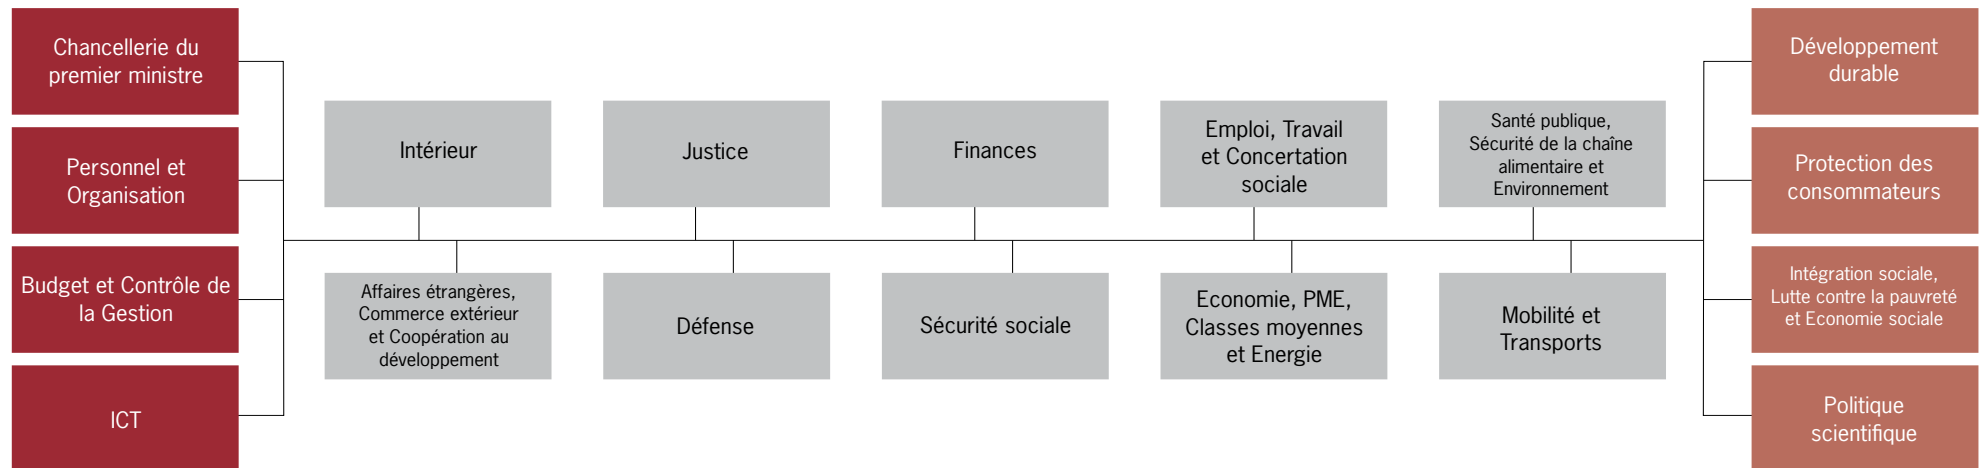 Chancellerie du
premier ministre
Personnel et
Organisation
Budget et Contrôle de
la Gestion
ICT
Intérieur
Justice
Finances
Emploi, Travail
et Concertation
sociale
Santé publique,
Sécurité de la chaîne
alimentaire et
Environnement
Affaires étrangères,
Commerce extérieur
et Coopération au
développement
Défense
Sécurité sociale
Economie, PME,
Classes moyennes
et Energie
Mobilité et
Transports
Développement
durable
Protection des
consommateurs
Intégration sociale,
Lutte contre la pauvreté
et Economie sociale
Politique
scientifique